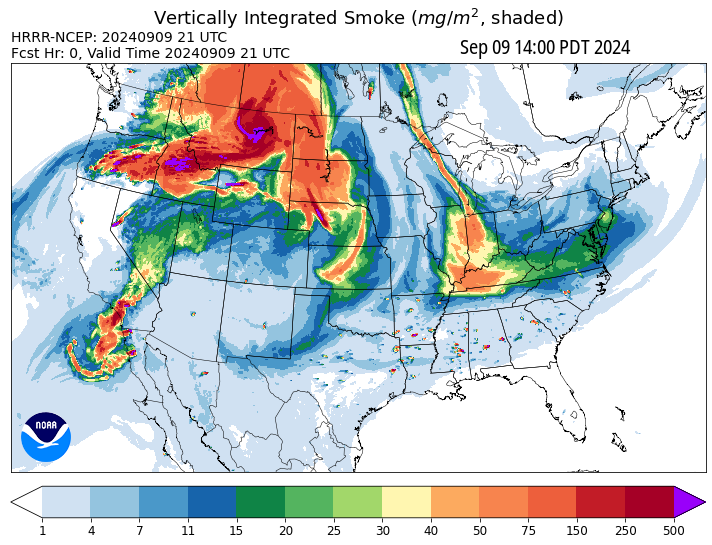 Vertically Integrated Smoke (mg/m², shaded)
HRRR-NCEP: 20240909 21 UTC
Fcst Hr: 0, Valid Time 20240909 21 UTC
Sep 09 14:00 PDT 2024
NOAA
1 4 7 11 15 20 25 30 40 50 75 150 250 500